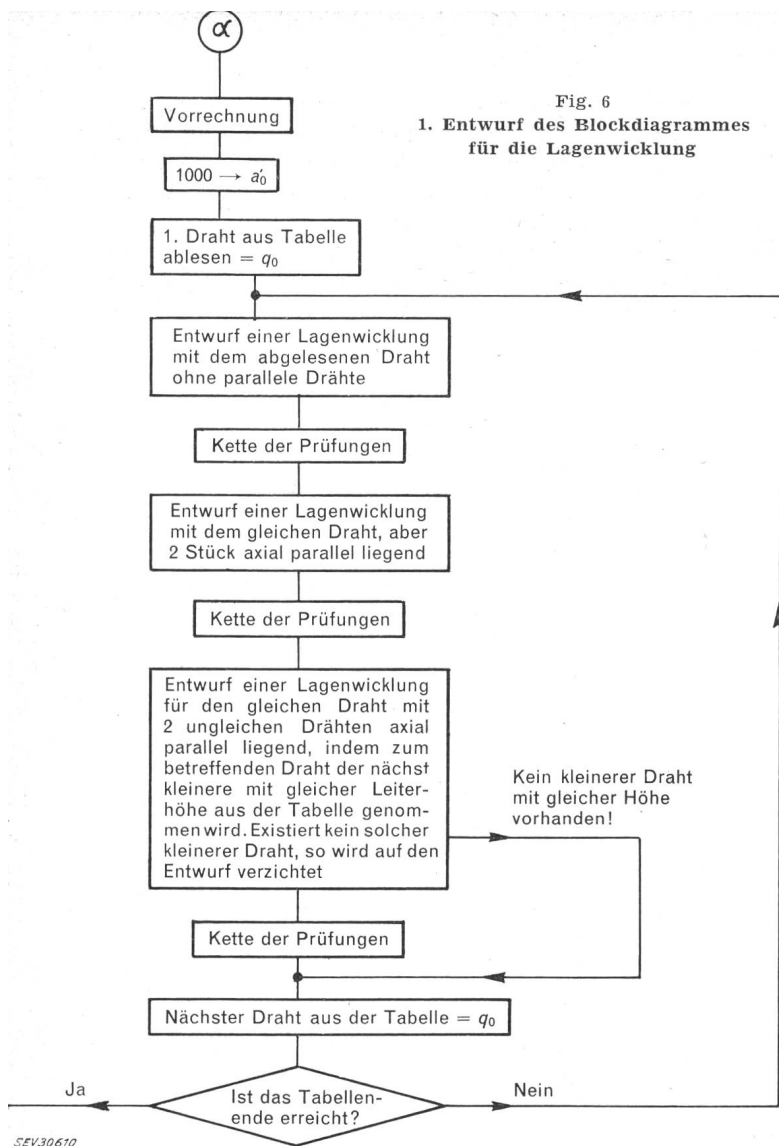 α
Fig. 6
1. Entwurf des Blockdiagrammes
für die Lagenwicklung
Vorrechnung
1000 → a'₀
1. Draht aus Tabelle
ablesen = q₀
Entwurf einer Lagenwicklung
mit dem abgelesenen Draht
ohne parallele Drähte
Kette der Prüfungen
Entwurf einer Lagenwicklung
mit dem gleichen Draht, aber
2 Stück axial parallel liegend
Kette der Prüfungen
Entwurf einer Lagenwicklung
für den gleichen Draht mit
2 ungleichen Drähten axial
parallel liegend, indem zum
betreffenden Draht der nächst
kleinere mit gleicher Leiter-
höhe aus der Tabelle genom-
men wird. Existiert kein solcher
kleinerer Draht, so wird auf den
Entwurf verzichtet
Kein kleinerer Draht
mit gleicher Höhe
vorhanden!
Kette der Prüfungen
Nächster Draht aus der Tabelle = q₀
Ja
Ist das Tabellen-
ende erreicht?
Nein
SEV30610